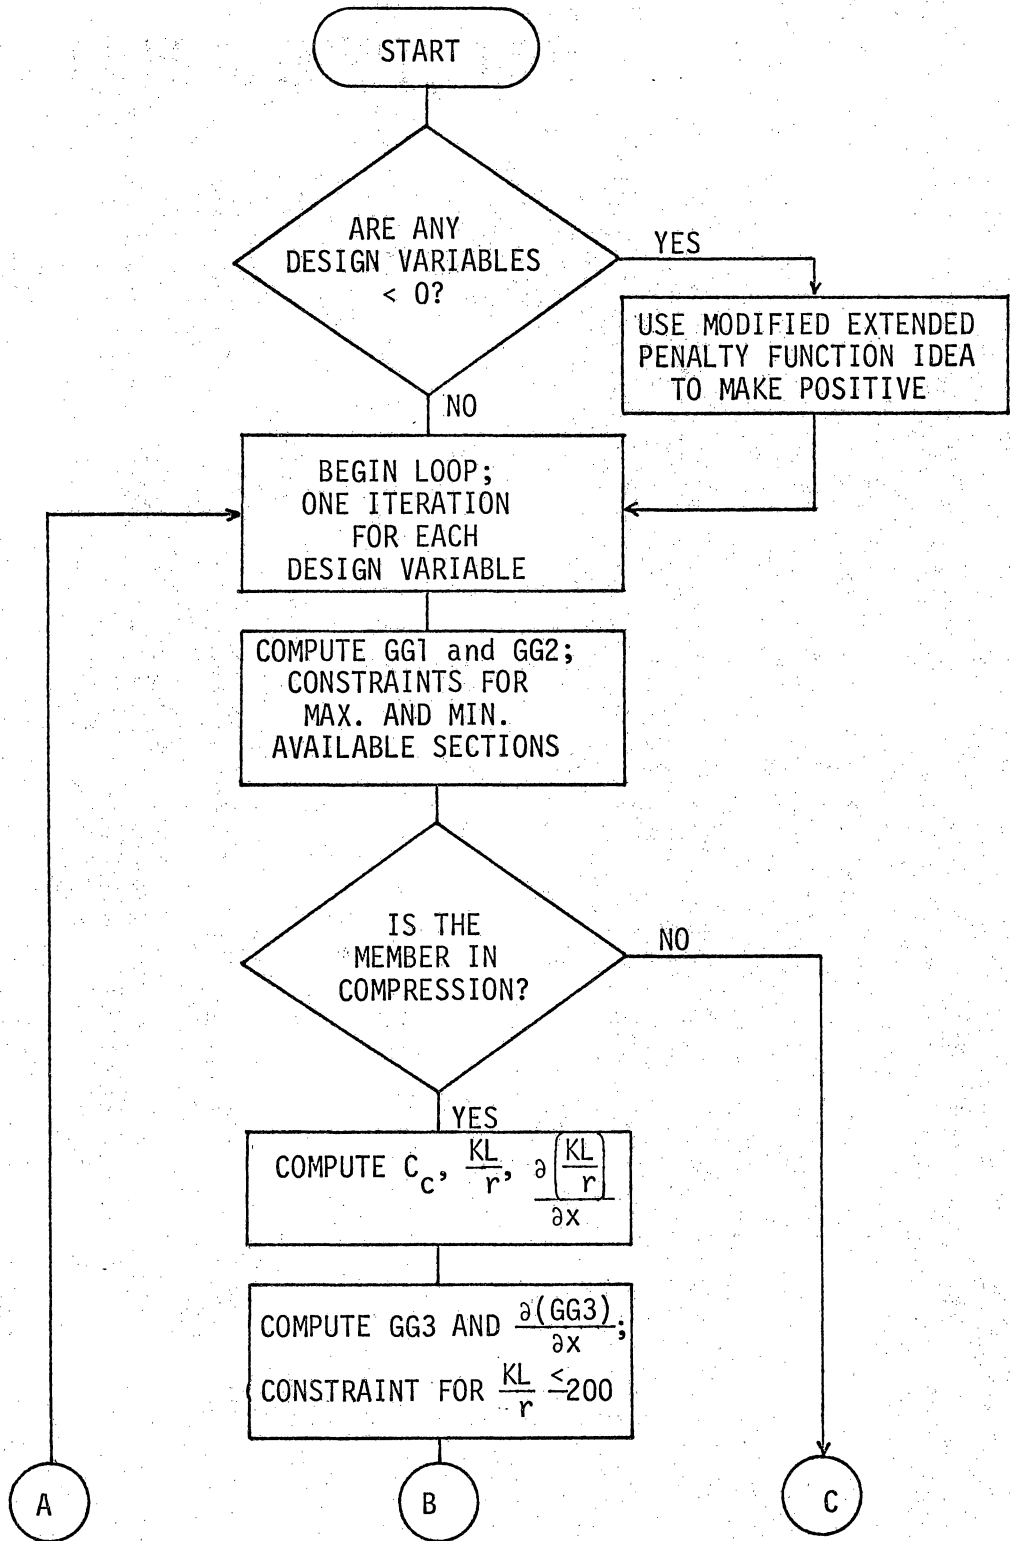 START
ARE ANY
DESIGN VARIABLES
< 0?
YES
USE MODIFIED EXTENDED
PENALTY FUNCTION IDEA
TO MAKE POSITIVE
NO
BEGIN LOOP;
ONE ITERATION
FOR EACH
DESIGN VARIABLE
COMPUTE GG1 and GG2;
CONSTRAINTS FOR
MAX. AND MIN.
AVAILABLE SECTIONS
IS THE
MEMBER IN
COMPRESSION?
NO
YES
COMPUTE C_c, KL/r, ∂(KL/r)/∂x
COMPUTE GG3 AND ∂(GG3)/∂x;
CONSTRAINT FOR KL/r ≤200
A
B
C